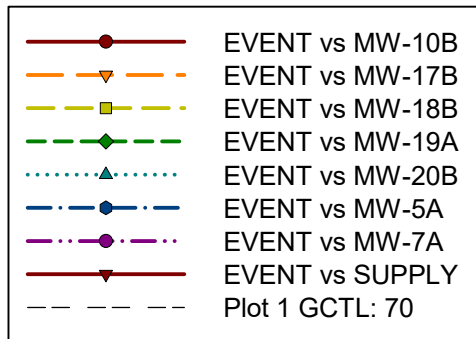 EVENT vs MW-10B
EVENT vs MW-17B
EVENT vs MW-18B
EVENT vs MW-19A
EVENT vs MW-20B
EVENT vs MW-5A
EVENT vs MW-7A
EVENT vs SUPPLY
Plot 1 GCTL: 70